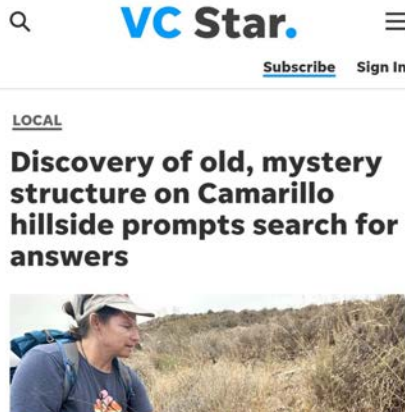 VC Star.
Subscribe Sign In
LOCAL
Discovery of old, mystery
structure on Camarillo
hillside prompts search for
answers